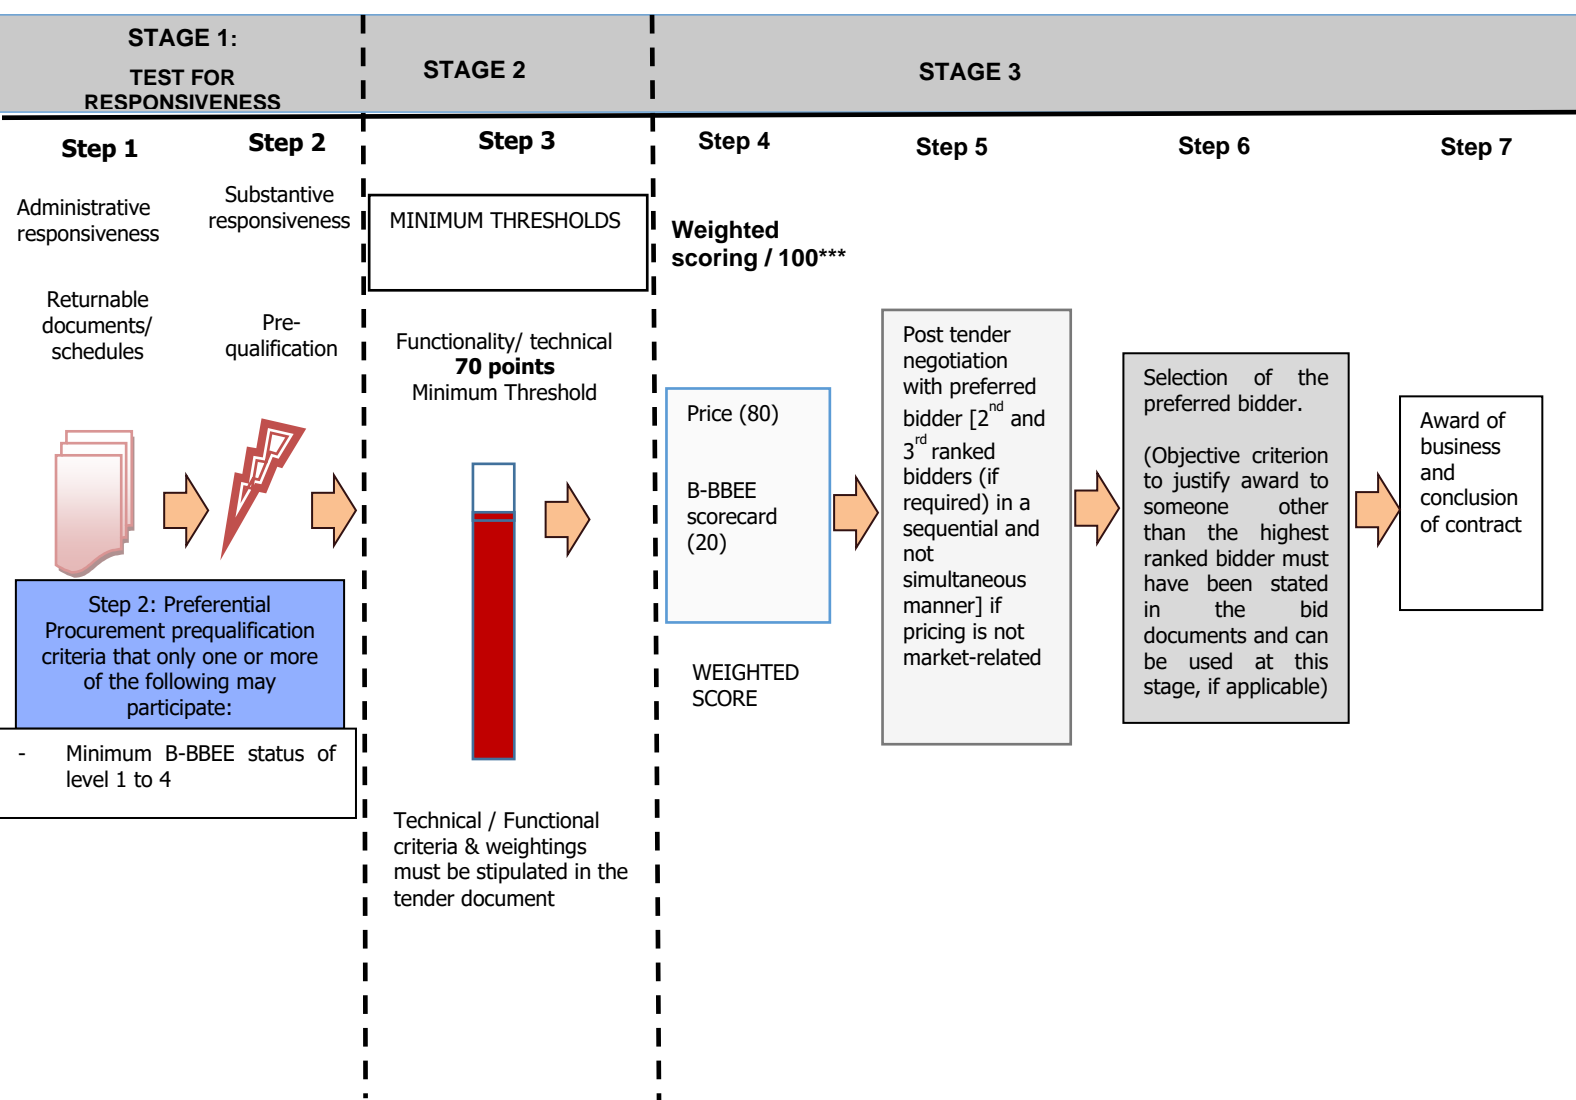 STAGE 1:
TEST FOR
RESPONSIVENESS
STAGE 2
STAGE 3
Step 1
Step 2
Step 3
Step 4
Step 5
Step 6
Step 7
Administrative
responsiveness
Substantive
responsiveness
MINIMUM THRESHOLDS
Weighted
scoring / 100***
Returnable
documents/
schedules
Pre-
qualification
Functionality/ technical
70 points
Minimum Threshold
Price (80)
B-BBEE
scorecard
(20)
WEIGHTED
SCORE
Post tender
negotiation
with preferred
bidder [2nd and
3rd ranked
bidders (if
required) in a
sequential and
not
simultaneous
manner] if
pricing is not
market-related
Selection of the
preferred bidder.
(Objective criterion
to justify award to
someone other
than the highest
ranked bidder must
have been stated
in the bid
documents and can
be used at this
stage, if applicable)
Award of
business
and
conclusion
of contract
Step 2: Preferential
Procurement prequalification
criteria that only one or more
of the following may
participate:
- Minimum B-BBEE status of
level 1 to 4
Technical / Functional
criteria & weightings
must be stipulated in the
tender document